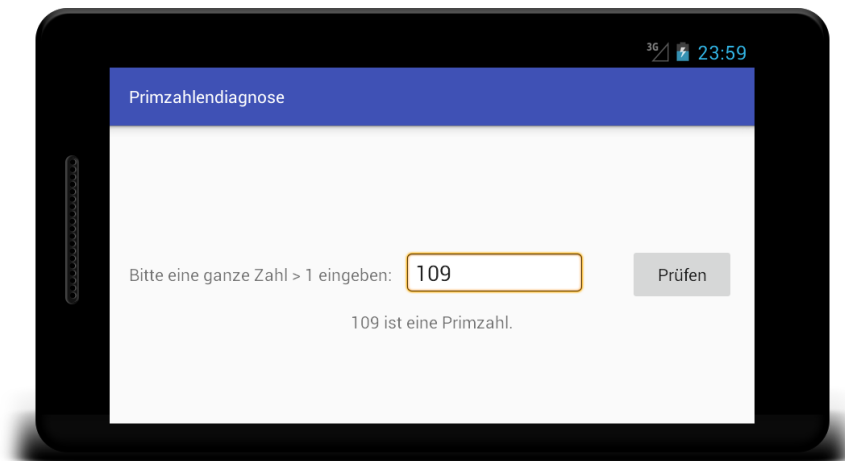 3G 23:59
Primzahlendiagnose
Bitte eine ganze Zahl > 1 eingeben: 109 Prüfen
109 ist eine Primzahl.